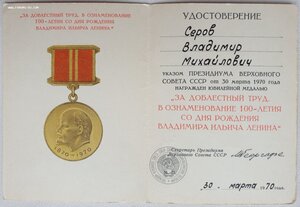 „ЗА ДОБЛЕСТНЫЙ ТРУД.
В ОЗНАМЕНОВАНИЕ
100-ЛЕТИЯ СО ДНЯ РОЖДЕНИЯ
ВЛАДИМИРА ИЛЬИЧА ЛЕНИНА"
1870-1970
УДОСТОВЕРЕНИЕ
Серов
Владимир
Михайлович
УКАЗОМ ПРЕЗИДИУМА ВЕРХОВНОГО
СОВЕТА СССР от 30 марта 1970 года
НАГРАЖДЕН ЮБИЛЕЙНОЙ МЕДАЛЬЮ
„ЗА ДОБЛЕСТНЫЙ ТРУД.
В ОЗНАМЕНОВАНИЕ 100-ЛЕТИЯ
СО ДНЯ РОЖДЕНИЯ
ВЛАДИМИРА ИЛЬИЧА ЛЕНИНА"
Секретарь Президиума
Верховного Совета СССР
30 марта 1970 год.